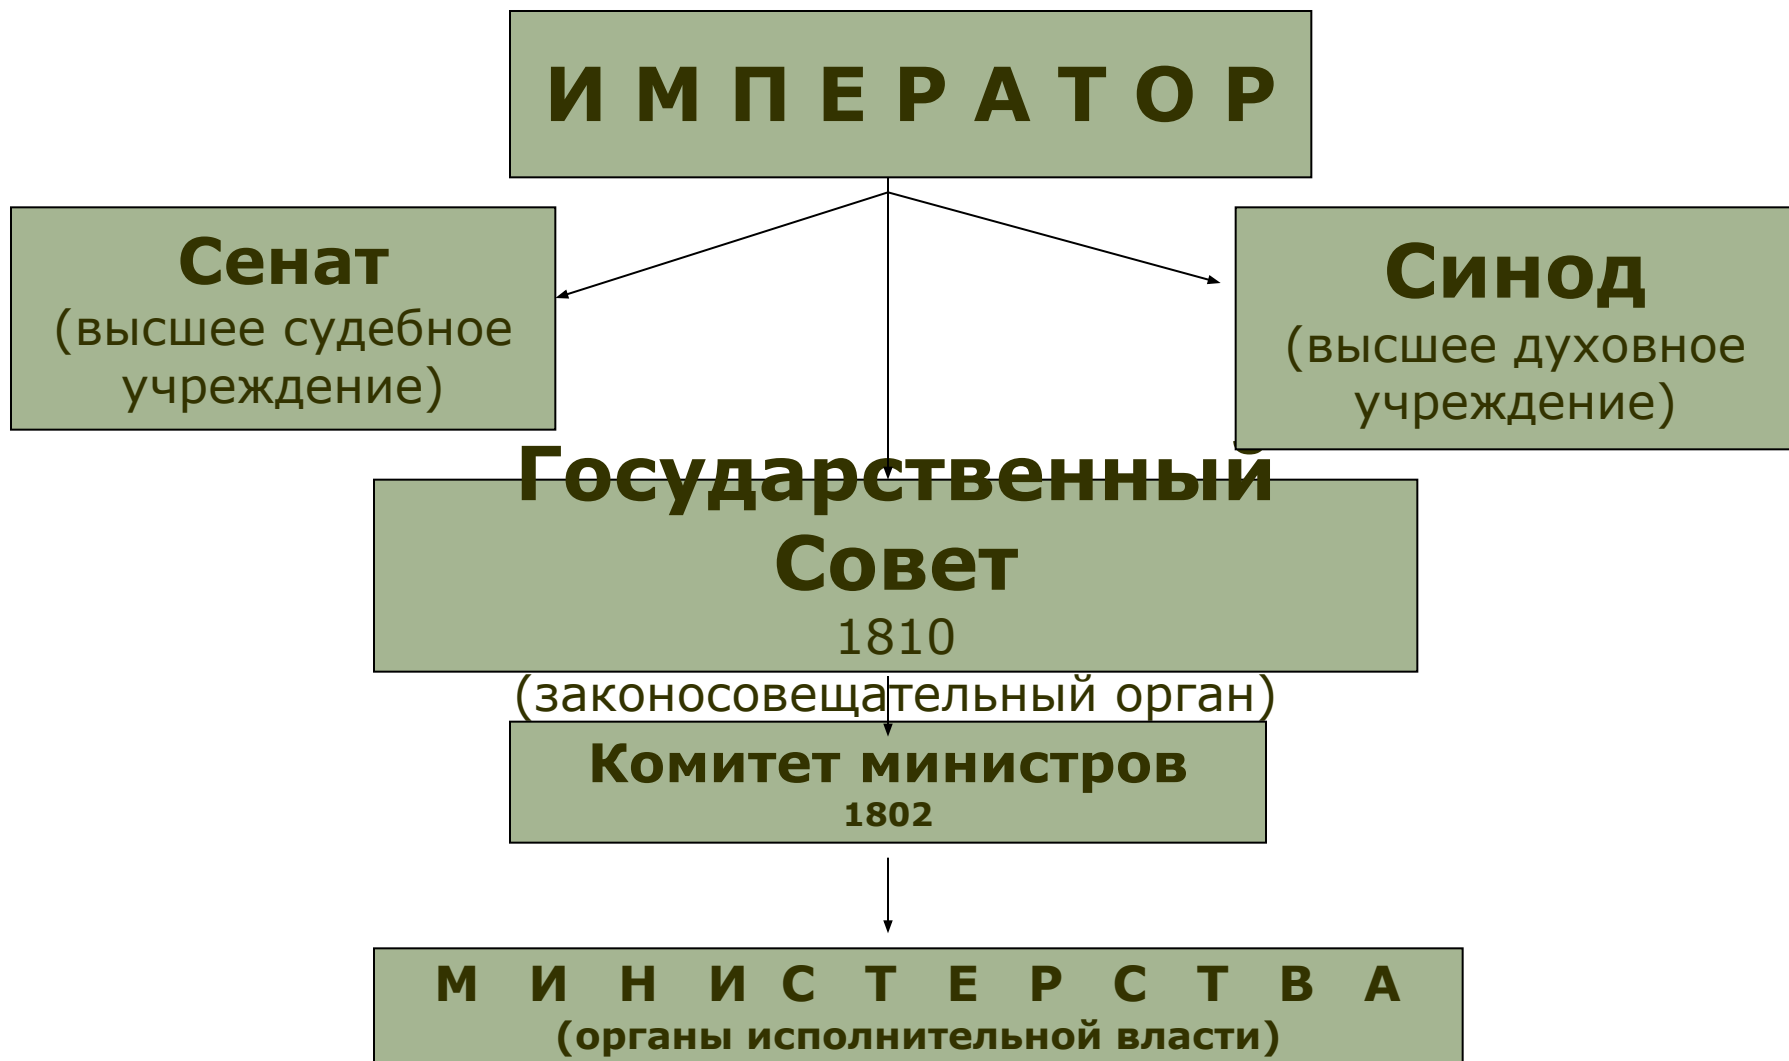 И М П Е Р А Т О Р
Сенат
(высшее судебное
учреждение)
Синод
(высшее духовное
учреждение)
Государственный
Совет
1810
(законосовещательный орган)
Комитет министров
1802
М И Н И С Т Е Р С Т В А
(органы исполнительной власти)